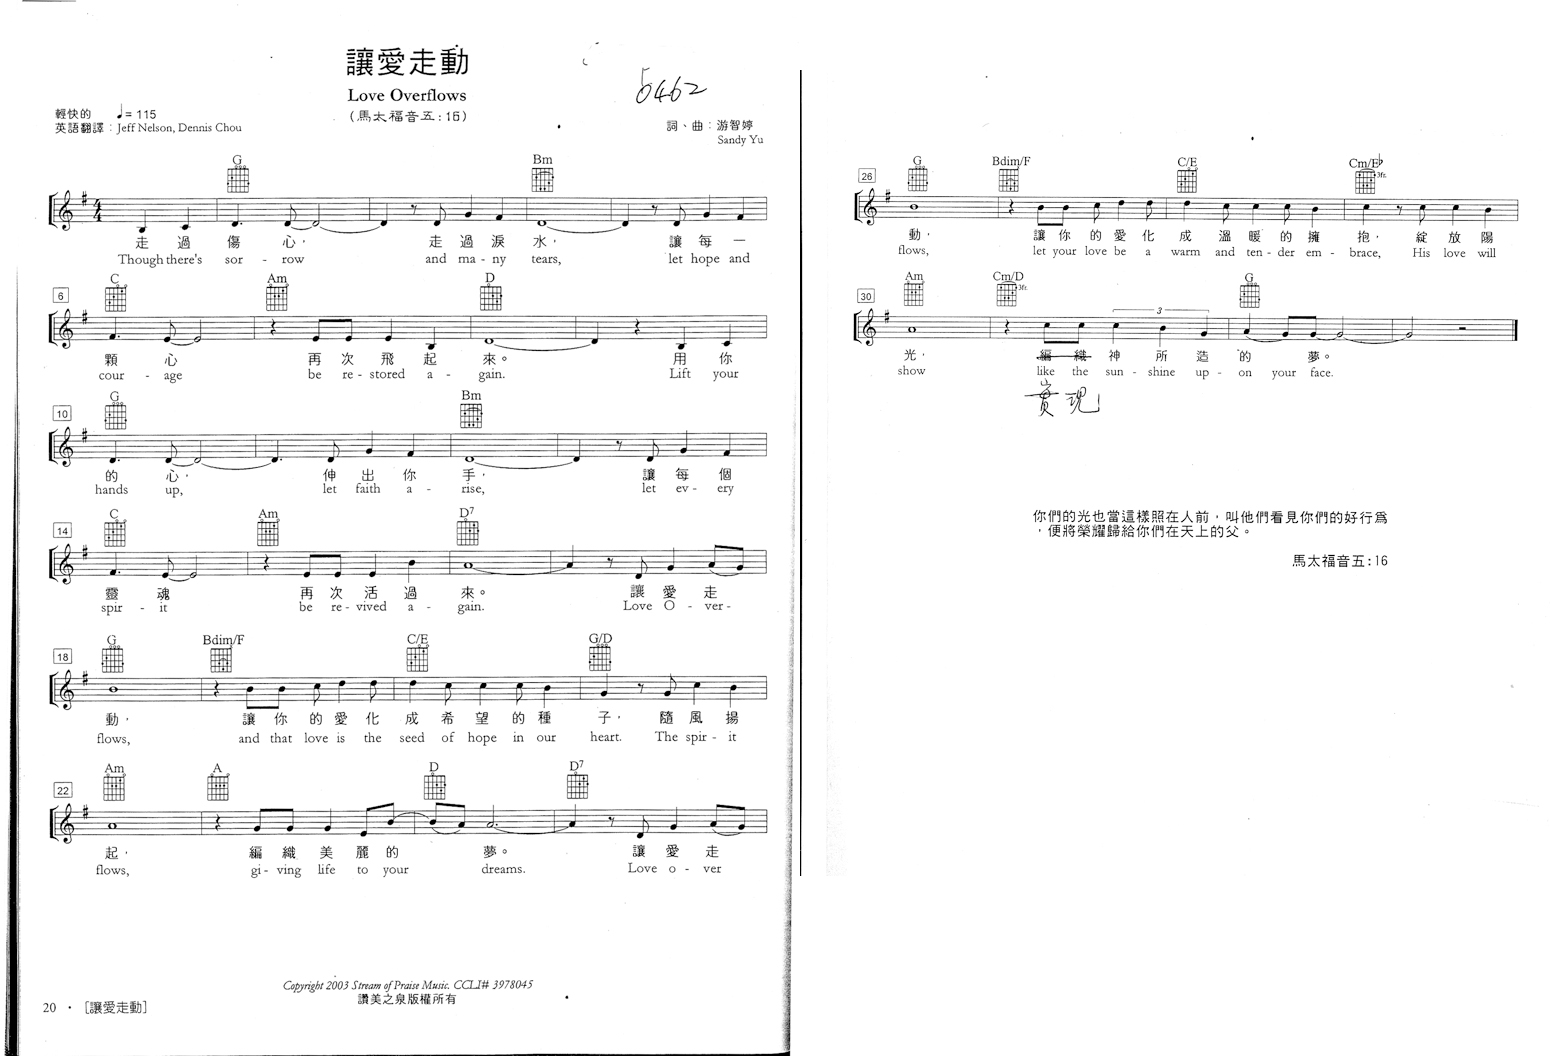 讓愛走動
Love Overflows
(馬太福音五:16)
5462
輕快的 ♩= 115
英語翻譯：Jeff Nelson, Dennis Chou
詞、曲：游智婷
Sandy Yu
G Bm
走 過 傷 心， 走 過 淚 水， 讓 每 一
Though there's sor - row and ma - ny tears, let hope and
6
C Am D
顆 心 再 次 飛 起 來。 用 你
cour - age be re - stored a - gain. Lift your
10
G Bm
的 心， 伸 出 你 手， 讓 每 個
hands up, let faith a - rise, let ev - ery
14
C Am D7
靈 魂 再 次 活 過 來。 讓 愛 走
spir - it be re - vived a - gain. Love O - ver -
18
G Bdim/F C/E G/D
動， 讓 你 的 愛 化 成 希 望 的 種 子， 隨 風 揚
flows, and that love is the seed of hope in our heart. The spir - it
22
Am A D D7
起， 編 織 美 麗 的 夢。 讓 愛 走
flows, gi - ving life to your dreams. Love o - ver
Copyright 2003 Stream of Praise Music. CCLI# 3978045
讚美之泉版權所有
20 · [讓愛走動]
26
G Bdim/F C/E Cm/E♭
3fr.
動， 讓 你 的 愛 化 成 溫 暖 的 擁 抱， 綻 放 陽
flows, let your love be a warm and ten - der em - brace, His love will
30
Am Cm/D G
3fr.
3
光， 編 織 神 所 造 的 夢。
show like the sun - shine up - on your face.
實現
你們的光也當這樣照在人前，叫他們看見你們的好行為
，便將榮耀歸給你們在天上的父。
馬太福音五:16